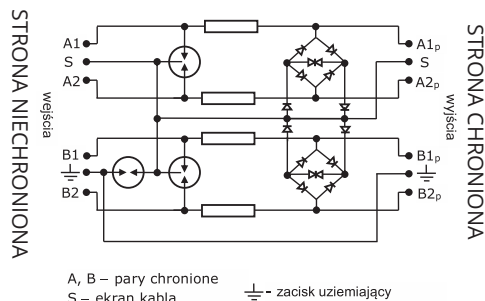 STRONA NIECHRONIONA
wejścia
A1
S
A2
B1
B2
A1p
S
A2p
B1p
B2p
wyjścia
STRONA CHRONIONA
A, B – pary chronione
S – ekran kabla
- zacisk uziemiający